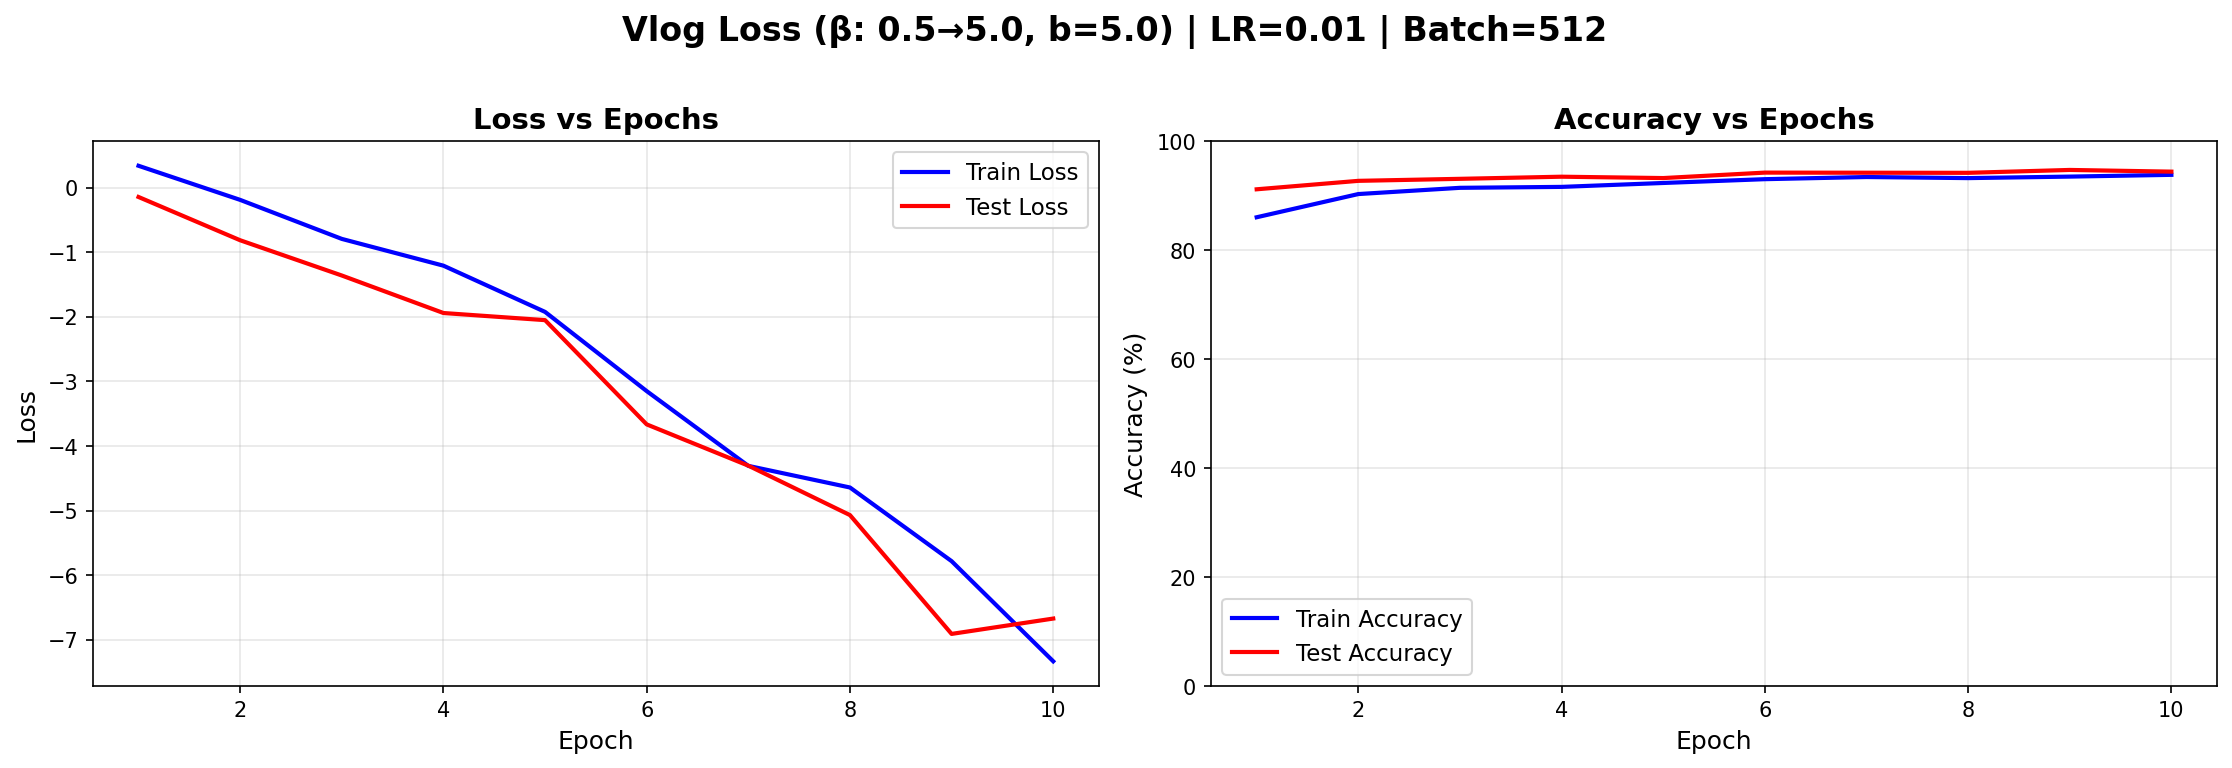 Vlog Loss (β: 0.5→5.0, b=5.0) | LR=0.01 | Batch=512
Loss vs Epochs
Train Loss
Test Loss
0
−1
−2
−3
−4
−5
−6
−7
Loss
2 4 6 8 10
Epoch
Accuracy vs Epochs
100
80
60
40
20
0
Accuracy (%)
Train Accuracy
Test Accuracy
2 4 6 8 10
Epoch